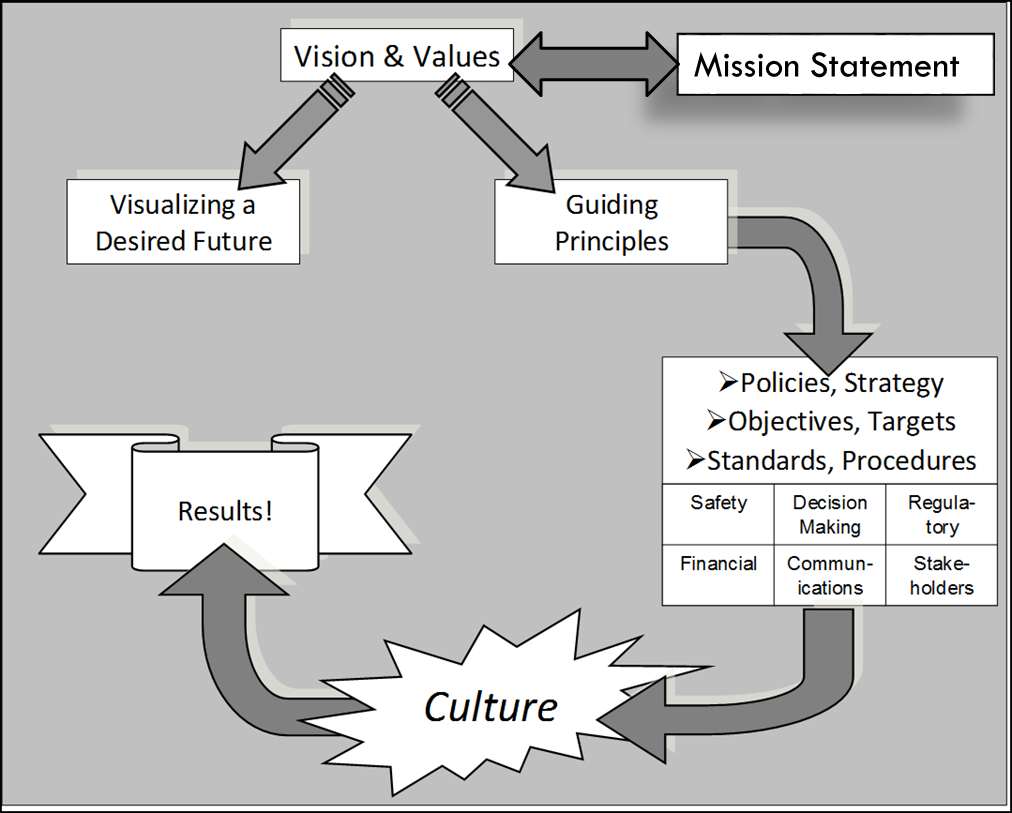 Vision & Values
Mission Statement
Visualizing a
Desired Future
Guiding
Principles
➢Policies, Strategy
➢Objectives, Targets
➢Standards, Procedures
Safety
Decision
Making
Regula-
tory
Financial
Commun-
ications
Stake-
holders
Results!
Culture